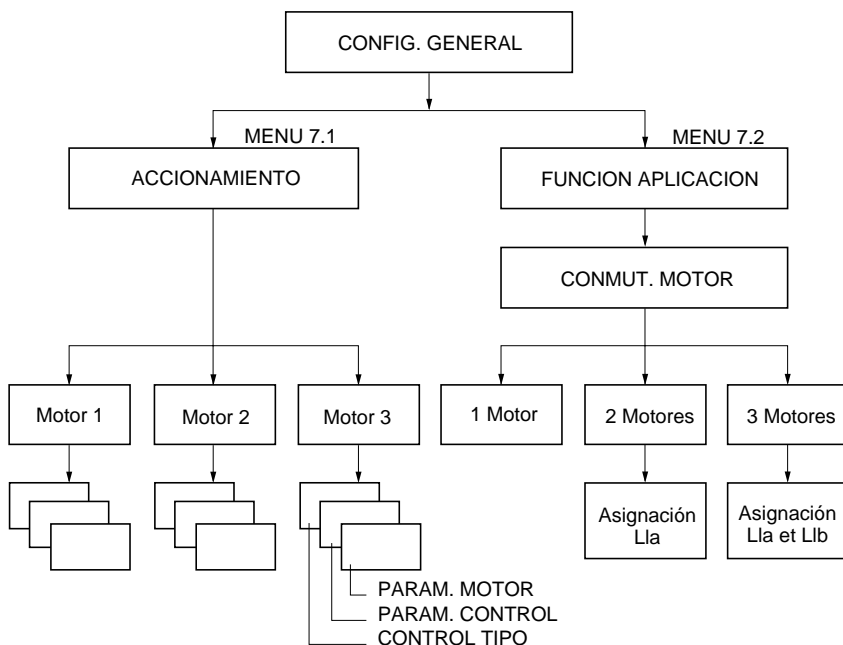 CONFIG. GENERAL
MENU 7.1
MENU 7.2
ACCIONAMIENTO
FUNCION APLICACION
CONMUT. MOTOR
Motor 1
Motor 2
Motor 3
1 Motor
2 Motores
3 Motores
Asignación
Lla
Asignación
Lla et Llb
PARAM. MOTOR
PARAM. CONTROL
CONTROL TIPO